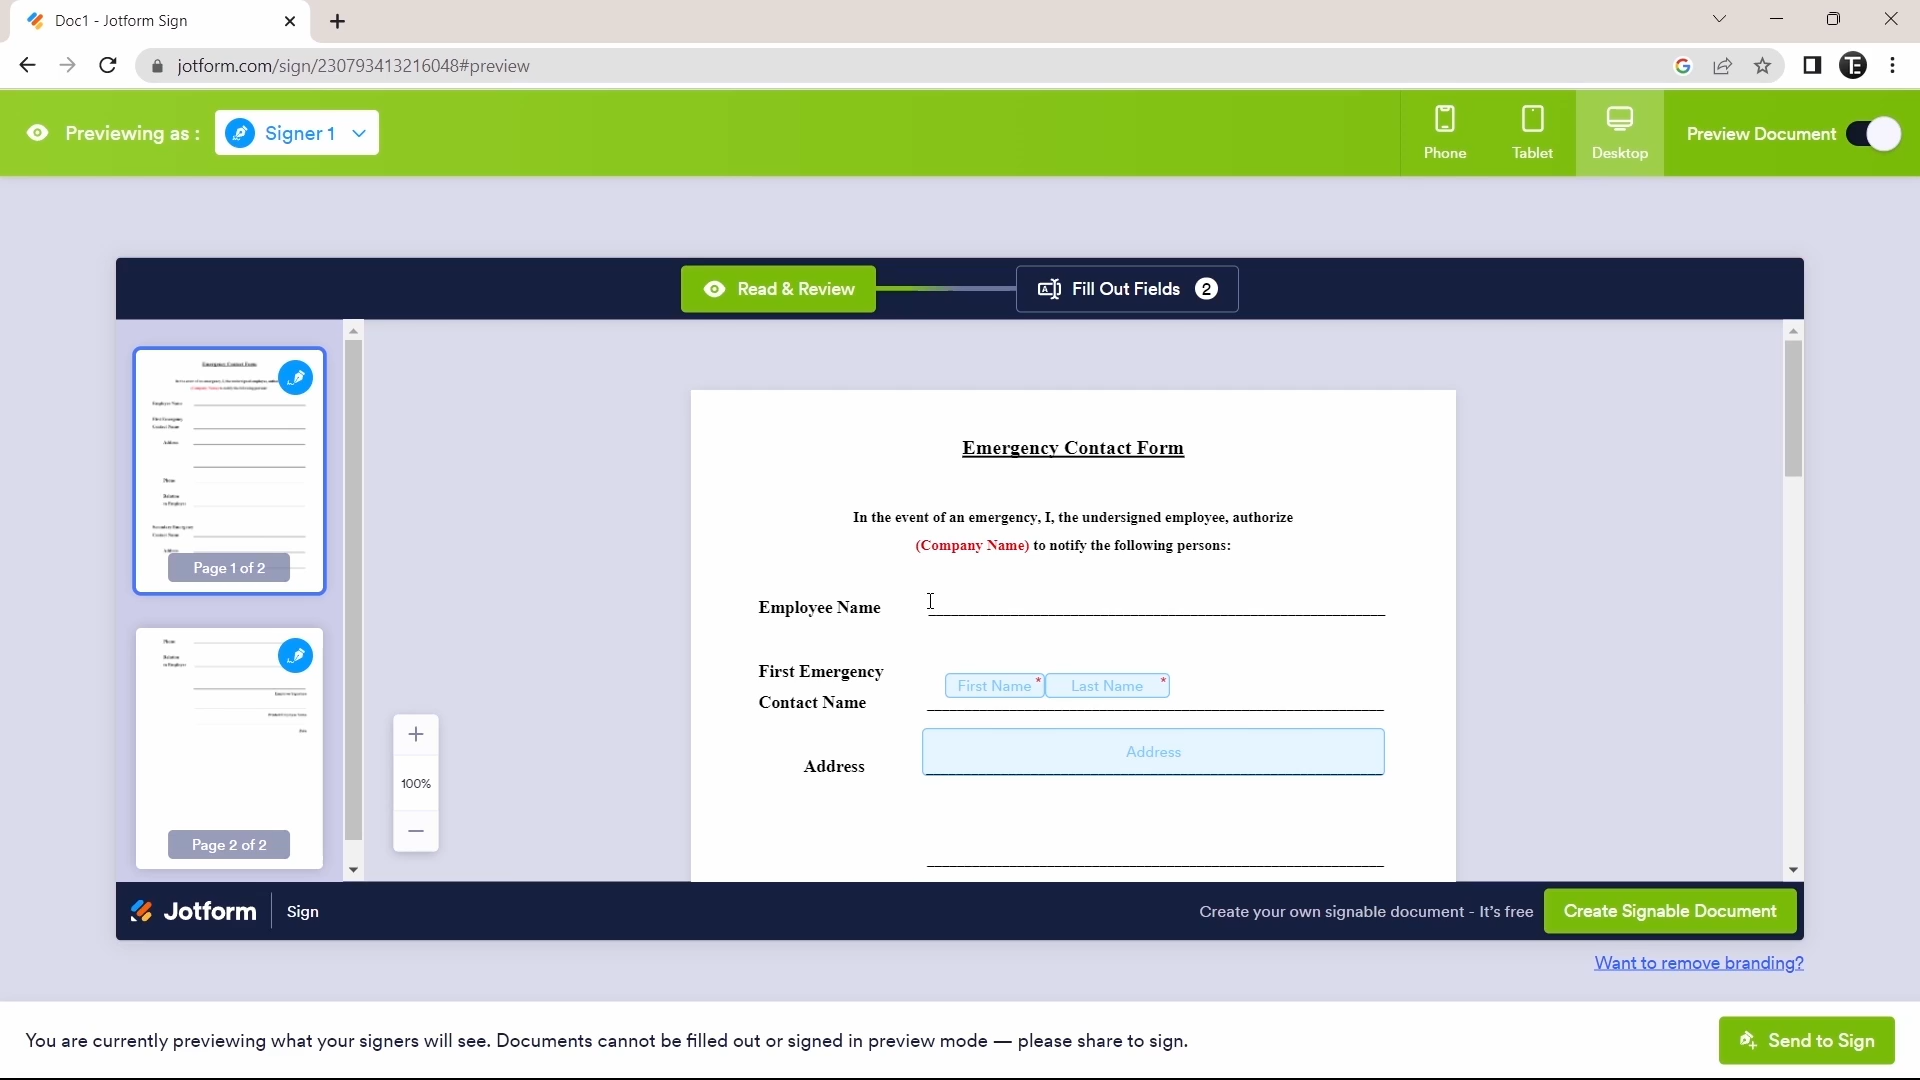 Doc1 - Jotform Sign
jotform.com/sign/230793413216048#preview
Previewing as :
Signer 1
Phone
Tablet
Desktop
Preview Document
Read & Review
Fill Out Fields 2
Emergency Contact Form
Page 1 of 2
Page 2 of 2
100%
Emergency Contact Form
In the event of an emergency, I, the undersigned employee, authorize
(Company Name) to notify the following persons:
Employee Name
First Emergency
Contact Name
First Name *
Last Name *
Address
Address
Jotform
Sign
Create your own signable document - It's free
Create Signable Document
Want to remove branding?
You are currently previewing what your signers will see. Documents cannot be filled out or signed in preview mode — please share to sign.
Send to Sign